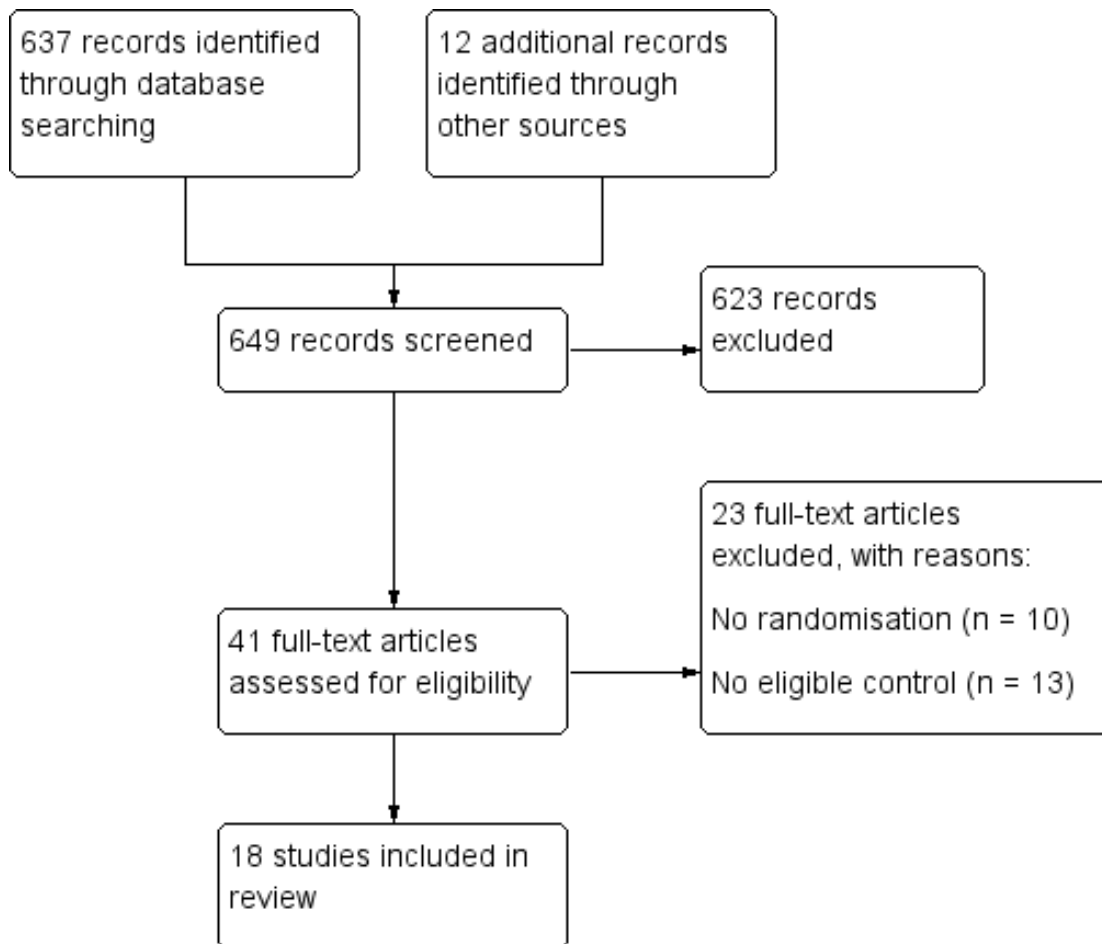 637 records identified
through database
searching
12 additional records
identified through
other sources
649 records screened
623 records
excluded
41 full-text articles
assessed for eligibility
23 full-text articles
excluded, with reasons:
No randomisation (n = 10)
No eligible control (n = 13)
18 studies included in
review